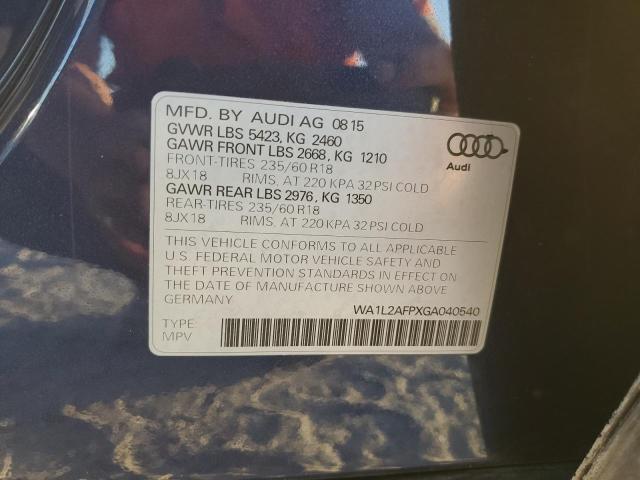 MFD. BY AUDI AG 0815
GVWR LBS 5423, KG 2460
GAWR FRONT LBS 2668, KG 1210
FRONT-TIRES 235/60 R18
8JX18 RIMS, AT 220 KPA 32 PSI COLD
GAWR REAR LBS 2976, KG 1350
REAR-TIRES 235/60 R18
8JX18 RIMS, AT 220 KPA 32 PSI COLD
Audi
THIS VEHICLE CONFORMS TO ALL APPLICABLE
U.S. FEDERAL MOTOR VEHICLE SAFETY AND
THEFT PREVENTION STANDARDS IN EFFECT ON
THE DATE OF MANUFACTURE SHOWN ABOVE
GERMANY
WA1L2AFPXGA040540
TYPE:
MPV